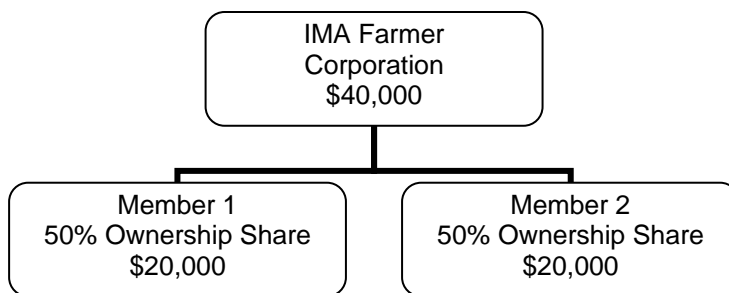 IMA Farmer
Corporation
$40,000
Member 1
50% Ownership Share
$20,000
Member 2
50% Ownership Share
$20,000